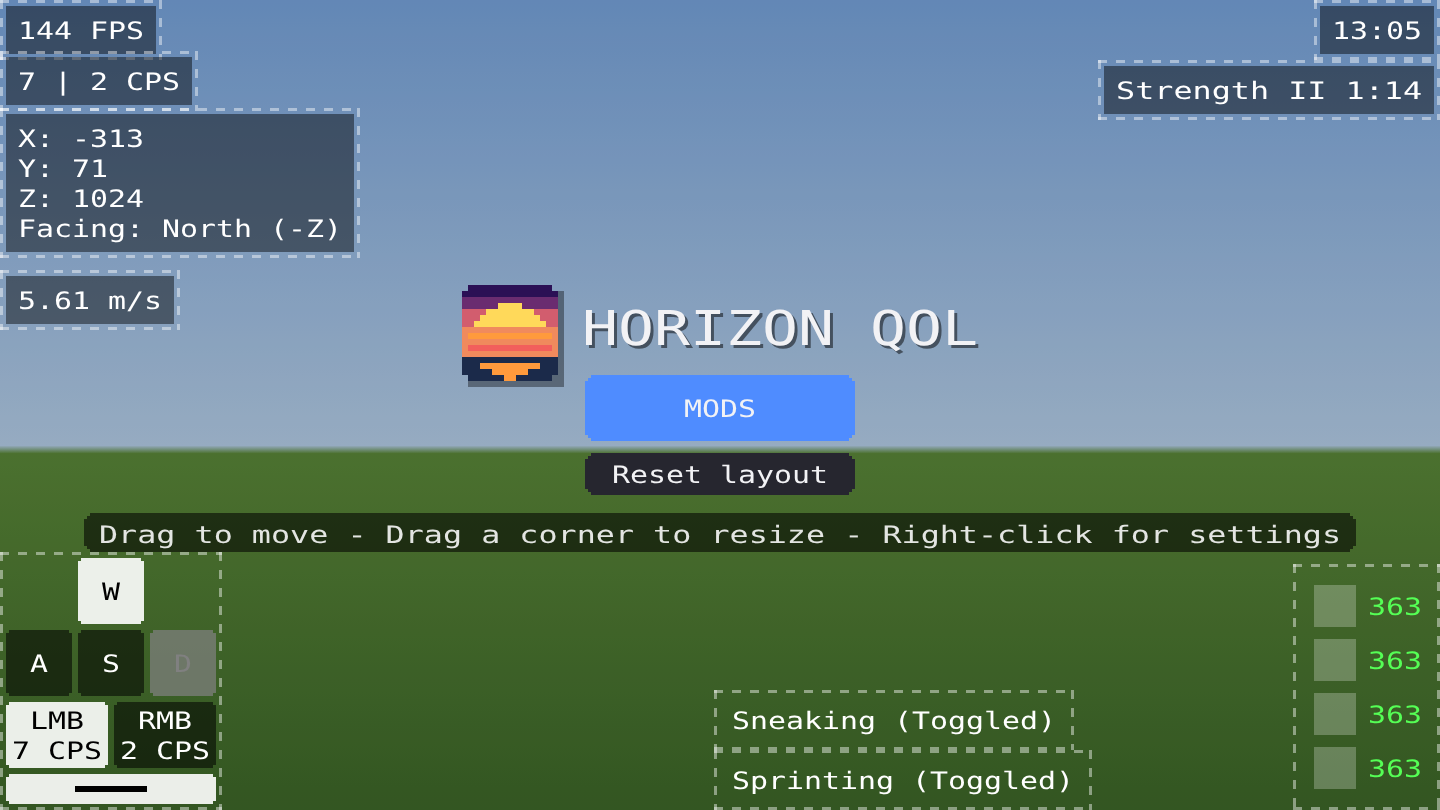 144 FPS
13:05
7 | 2 CPS
Strength II 1:14
X: -313
Y: 71
Z: 1024
Facing: North (-Z)
5.61 m/s
HORIZON QOL
MODS
Reset layout
Drag to move - Drag a corner to resize - Right-click for settings
W
A S D
LMB RMB
7 CPS 2 CPS
363
363
363
363
Sneaking (Toggled)
Sprinting (Toggled)